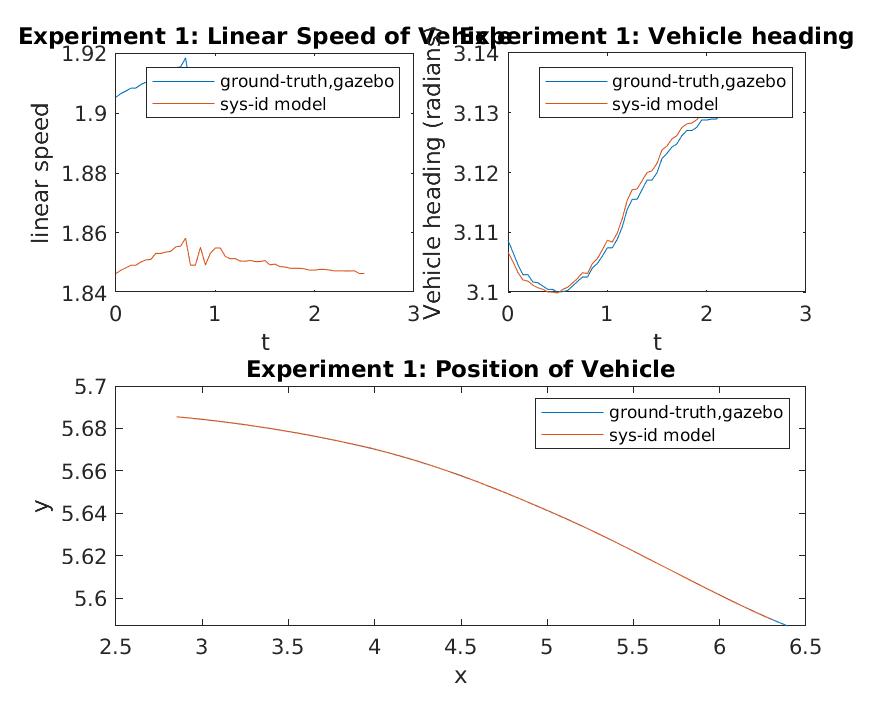 Experiment 1: Linear Speed of Vehicle
Experiment 1: Vehicle heading
1.92
1.9
1.88
1.86
1.84
linear speed
ground-truth,gazebo
sys-id model
0 1 2 3
t
3.14
3.13
3.12
3.11
3.1
Vehicle heading (radians)
ground-truth,gazebo
sys-id model
0 1 2 3
t
Experiment 1: Position of Vehicle
5.7
5.68
5.66
5.64
5.62
5.6
y
ground-truth,gazebo
sys-id model
2.5 3 3.5 4 4.5 5 5.5 6 6.5
x